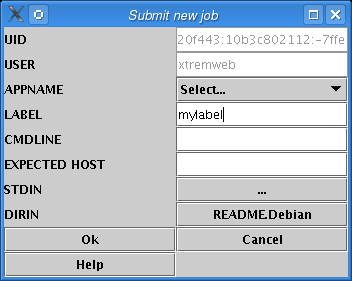 Submit new job
UID 20f443:10b3c802112:-7ffe
USER xtremweb
APPNAME Select...
LABEL mylabel
CMDLINE
EXPECTED HOST
STDIN ...
DIRIN README.Debian
Ok Cancel
Help